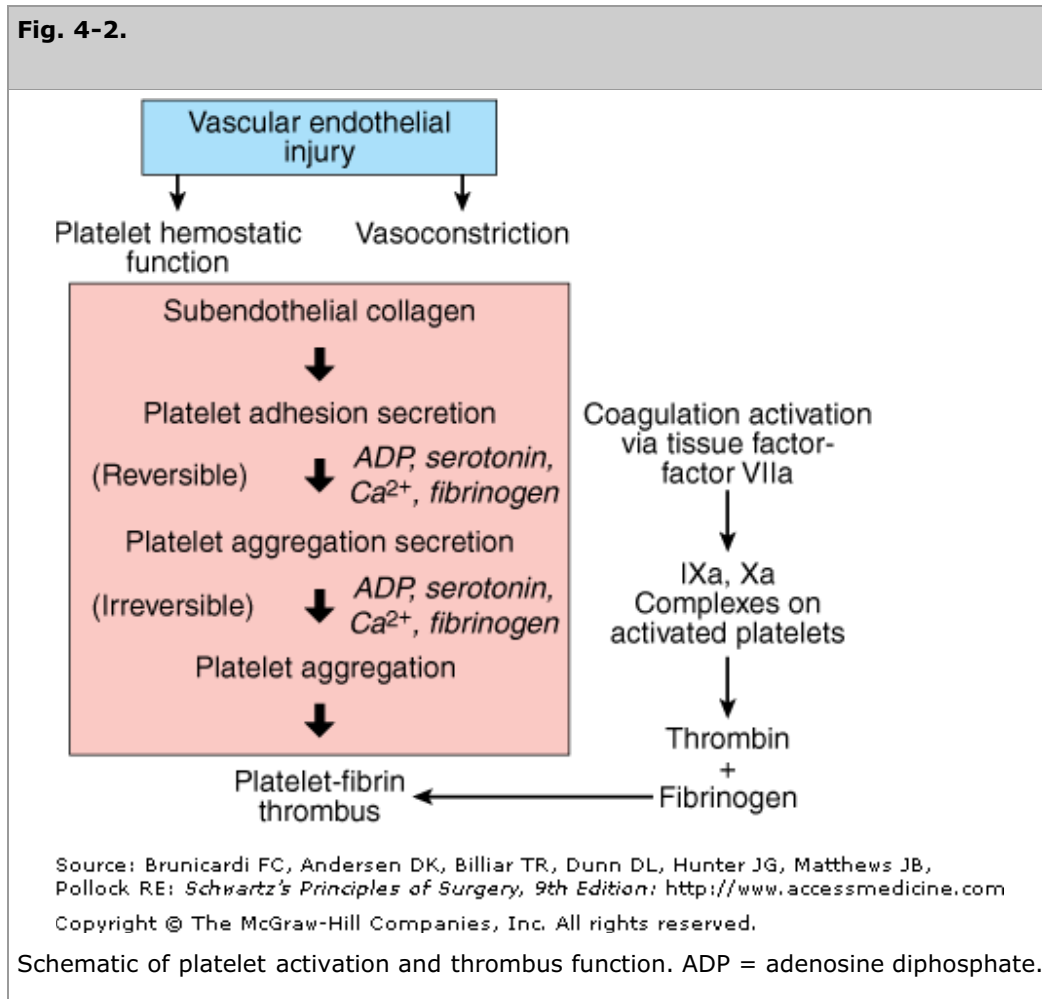 Fig. 4-2.
Vascular endothelial
injury
Platelet hemostatic
function
Vasoconstriction
Subendothelial collagen
Platelet adhesion secretion
(Reversible)
ADP, serotonin,
Ca2+, fibrinogen
Platelet aggregation secretion
(Irreversible)
ADP, serotonin,
Ca2+, fibrinogen
Platelet aggregation
Platelet-fibrin
thrombus
Coagulation activation
via tissue factor-
factor VIIa
IXa, Xa
Complexes on
activated platelets
Thrombin
+
Fibrinogen
Source: Brunicardi FC, Andersen DK, Billiar TR, Dunn DL, Hunter JG, Matthews JB,
Pollock RE: Schwartz's Principles of Surgery, 9th Edition: http://www.accessmedicine.com
Copyright © The McGraw-Hill Companies, Inc. All rights reserved.
Schematic of platelet activation and thrombus function. ADP = adenosine diphosphate.